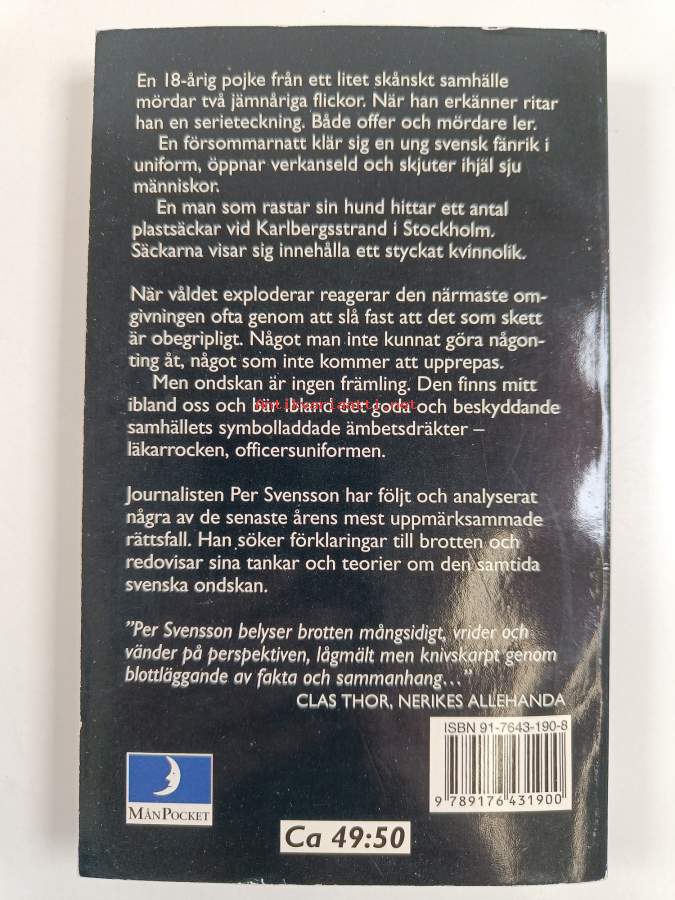 En 18-årig pojke från ett litet skånskt samhälle
mördar två jämnåriga flickor. När han erkänner ritar
han en serieteckning. Både offer och mördare ler.
En försommarnatt klär sig en ung svensk fänrik i
uniform, öppnar verkanseld och skjuter ihjäl sju
människor.
En man som rastar sin hund hittar ett antal
plastsäckar vid Karlbergsstrand i Stockholm.
Säckarna visar sig innehålla ett styckat kvinnolik.
När våldet exploderar reagerar den närmaste om-
givningen ofta genom att slå fast att det som skett
är obegripligt. Något man inte kunnat göra någon-
ting åt, något som inte kommer att upprepas.
Men ondskan är ingen främling. Den finns mitt
ibland oss och bär ibland det goda och beskyddande
samhällets symbolladdade ämbetsdräkter –
läkarrocken, officersuniformen.
Journalisten Per Svensson har följt och analyserat
några av de senaste årens mest uppmärksammade
rättsfall. Han söker förklaringar till brotten och
redovisar sina tankar och teorier om den samtida
svenska ondskan.
"Per Svensson belyser brotten mångsidigt, vrider och
vänder på perspektiven, lågmält men knivskarpt genom
blottläggande av fakta och sammanhang…"
CLAS THOR, NERIKES ALLEHANDA
ISBN 91-7643-190-8
9 789176 431900
MÅNPOCKET
Ca 49:50